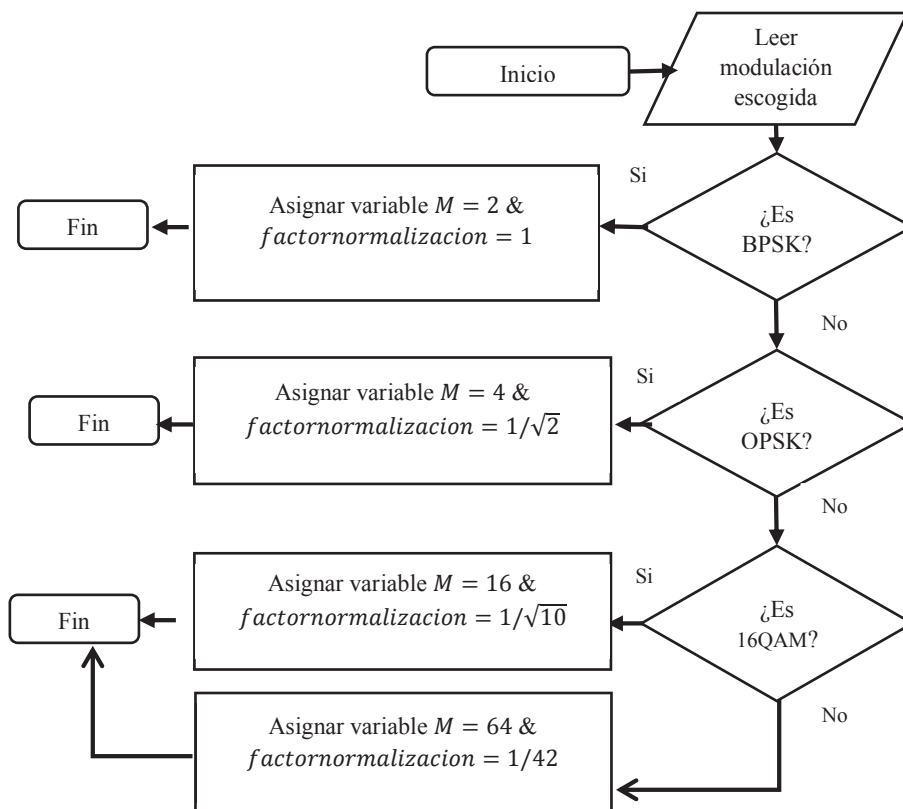 Inicio
Leer
modulación
escogida
Si
¿Es
BPSK?
Asignar variable 𝑀 = 2 &
𝑓𝑎𝑐𝑡𝑜𝑟𝑛𝑜𝑟𝑚𝑎𝑙𝑖𝑧𝑎𝑐𝑖𝑜𝑛 = 1
Fin
No
Si
¿Es
OPSK?
Asignar variable 𝑀 = 4 &
𝑓𝑎𝑐𝑡𝑜𝑟𝑛𝑜𝑟𝑚𝑎𝑙𝑖𝑧𝑎𝑐𝑖𝑜𝑛 = 1/√2
Fin
No
Si
¿Es
16QAM?
Asignar variable 𝑀 = 16 &
𝑓𝑎𝑐𝑡𝑜𝑟𝑛𝑜𝑟𝑚𝑎𝑙𝑖𝑧𝑎𝑐𝑖𝑜𝑛 = 1/√10
Fin
No
Asignar variable 𝑀 = 64 &
𝑓𝑎𝑐𝑡𝑜𝑟𝑛𝑜𝑟𝑚𝑎𝑙𝑖𝑧𝑎𝑐𝑖𝑜𝑛 = 1/42